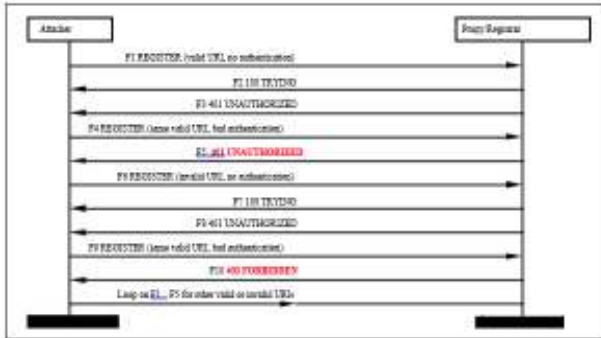 Attacker
Proxy/Registrar
F1 REGISTER (valid URI, no authentication)
F2 100 TRYING
F3 401 UNAUTHORIZED
F4 REGISTER (same valid URI, bad authentication)
F5 401 UNAUTHORIZED
F6 REGISTER (invalid URI, no authentication)
F7 100 TRYING
F8 401 UNAUTHORIZED
F9 REGISTER (same valid URI, bad authentication)
F10 403 FORBIDDEN
Loop on F1... F5 for other valid or invalid URIs